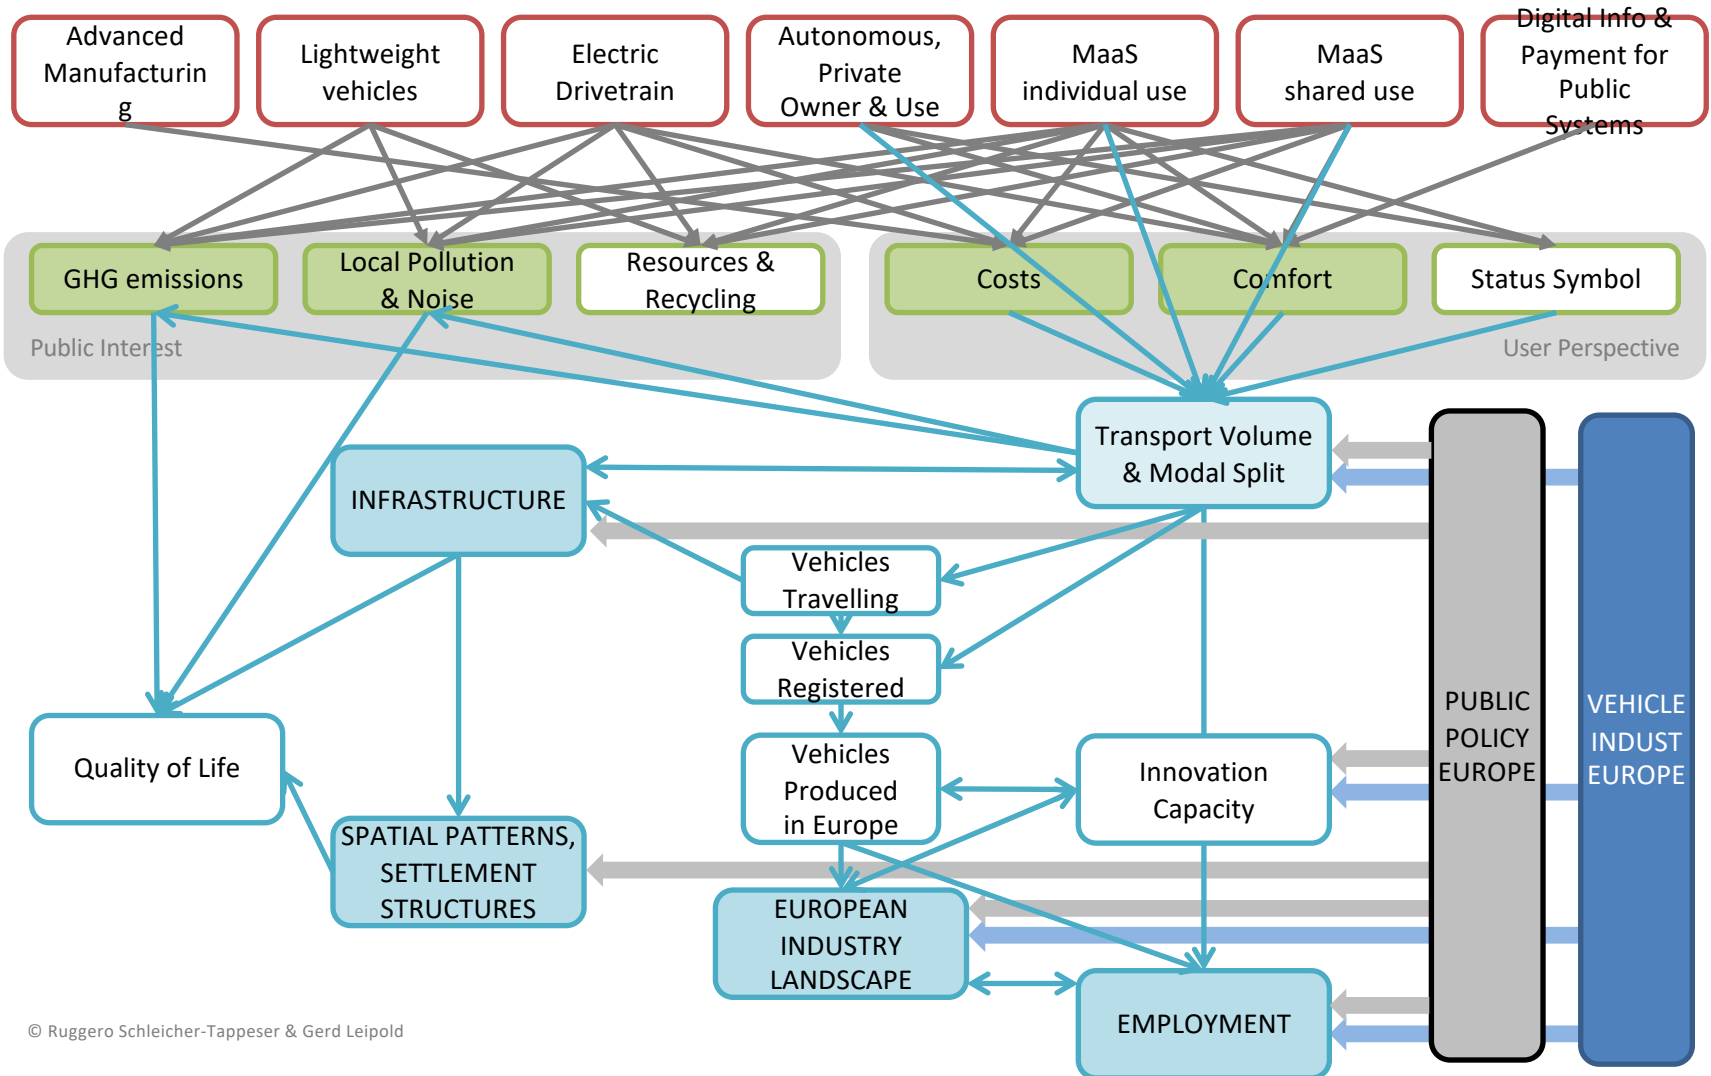 Advanced
Manufacturin
g
Lightweight
vehicles
Electric
Drivetrain
Autonomous,
Private
Owner & Use
MaaS
individual use
MaaS
shared use
Digital Info &
Payment for
Public
Systems
GHG emissions
Local Pollution
& Noise
Resources &
Recycling
Costs
Comfort
Status Symbol
Public Interest
User Perspective
Transport Volume
& Modal Split
INFRASTRUCTURE
Vehicles
Travelling
Vehicles
Registered
PUBLIC
POLICY
EUROPE
VEHICLE
INDUST
EUROPE
Quality of Life
Vehicles
Produced
in Europe
Innovation
Capacity
SPATIAL PATTERNS,
SETTLEMENT
STRUCTURES
EUROPEAN
INDUSTRY
LANDSCAPE
EMPLOYMENT
© Ruggero Schleicher-Tappeser & Gerd Leipold